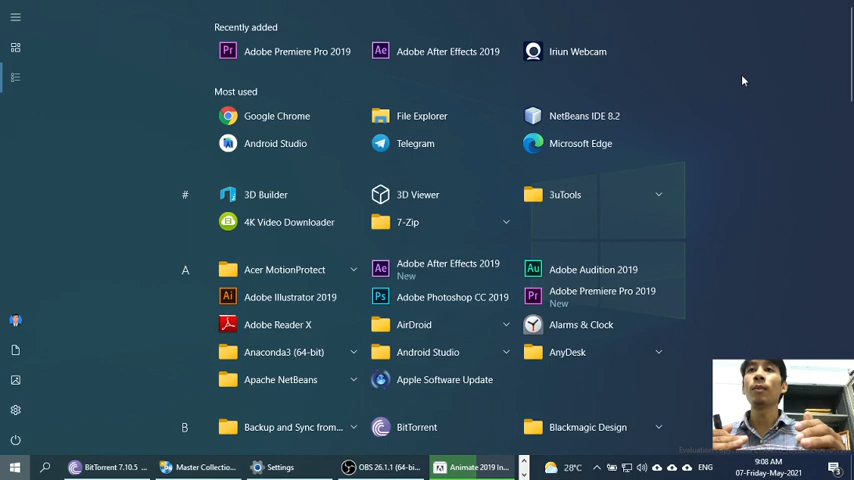 Recently added
Adobe Premiere Pro 2019
Adobe After Effects 2019
Iriun Webcam
Most used
Google Chrome
File Explorer
NetBeans IDE 8.2
Android Studio
Telegram
Microsoft Edge
#
3D Builder
3D Viewer
3uTools
4K Video Downloader
7-Zip
A
Acer MotionProtect
Adobe After Effects 2019
New
Adobe Audition 2019
Adobe Illustrator 2019
Adobe Photoshop CC 2019
Adobe Premiere Pro 2019
New
Adobe Reader X
AirDroid
Alarms & Clock
Anaconda3 (64-bit)
Android Studio
AnyDesk
Apache NetBeans
Apple Software Update
B
Backup and Sync from...
BitTorrent
Blackmagic Design
BitTorrent 7.10.5 ...
Master Collectio...
Settings
OBS 26.1.1 (64-bi...
Animate 2019 In...
28°C
ENG
9:08 AM
07-Friday-May-2021
3